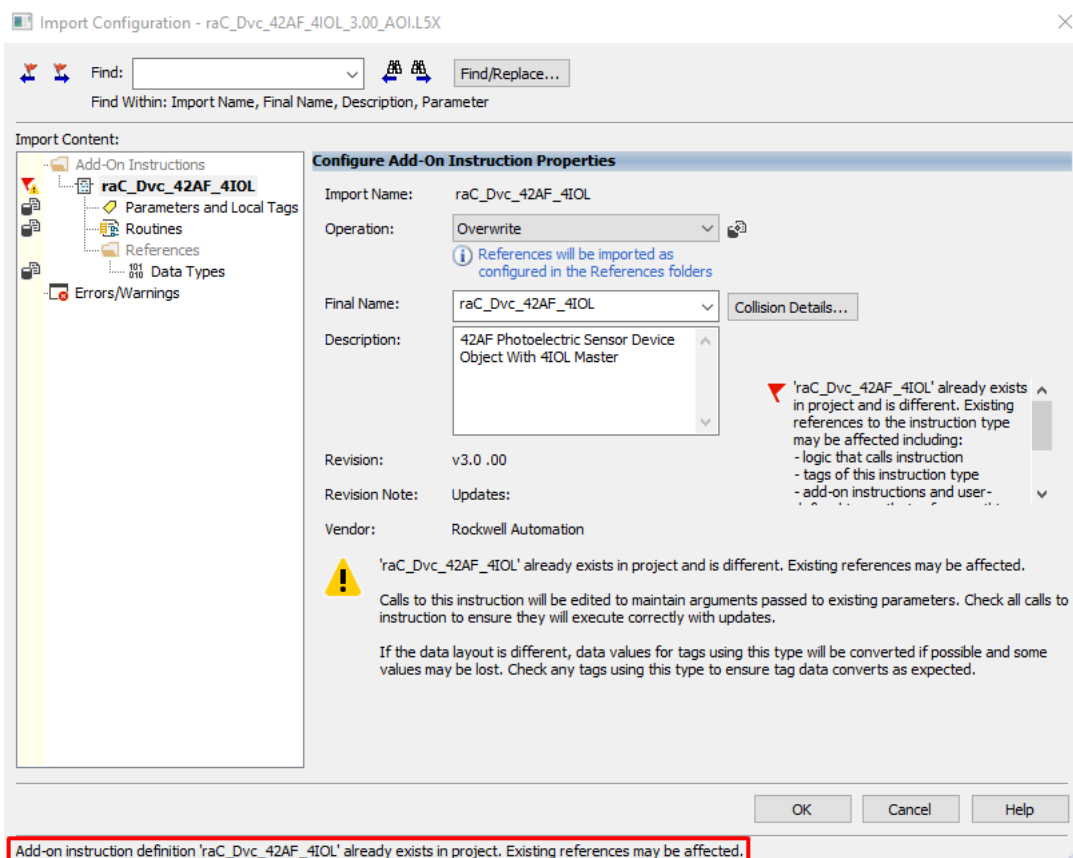 Import Configuration - raC_Dvc_42AF_4IOL_3.00_AOI.L5X
Find:
Find/Replace...
Find Within: Import Name, Final Name, Description, Parameter
Import Content:
Add-On Instructions
raC_Dvc_42AF_4IOL
Parameters and Local Tags
Routines
References
Data Types
Errors/Warnings
Configure Add-On Instruction Properties
Import Name: raC_Dvc_42AF_4IOL
Operation: Overwrite
References will be imported as
configured in the References folders
Final Name: raC_Dvc_42AF_4IOL Collision Details...
Description: 42AF Photoelectric Sensor Device
Object With 4IOL Master
'raC_Dvc_42AF_4IOL' already exists
in project and is different. Existing
references to the instruction type
may be affected including:
- logic that calls instruction
- tags of this instruction type
- add-on instructions and user-
Revision: v3.0 .00
Revision Note: Updates:
Vendor: Rockwell Automation
'raC_Dvc_42AF_4IOL' already exists in project and is different. Existing references may be affected.
Calls to this instruction will be edited to maintain arguments passed to existing parameters. Check all calls to
instruction to ensure they will execute correctly with updates.
If the data layout is different, data values for tags using this type will be converted if possible and some
values may be lost. Check any tags using this type to ensure tag data converts as expected.
OK Cancel Help
Add-on instruction definition 'raC_Dvc_42AF_4IOL' already exists in project. Existing references may be affected.